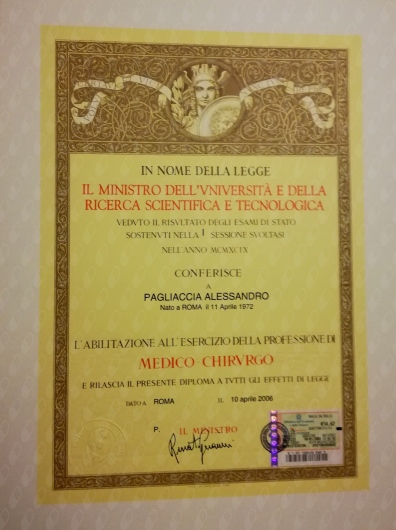 IN NOME DELLA LEGGE
IL MINISTRO DELL'VNIVERSITÀ E DELLA
RICERCA SCIENTIFICA E TECNOLOGICA
VEDVTO IL RISVLTATO DEGLI ESAMI DI STATO
SOSTENVTI NELLA I SESSIONE SVOLTASI
NELL'ANNO MCMXCIX
CONFERISCE
A
PAGLIACCIA ALESSANDRO
Nato a ROMA il 11 Aprile 1972
L'ABILITAZIONE ALL'ESERCIZIO DELLA PROFESSIONE DI
MEDICO-CHIRVRGO
E RILASCIA IL PRESENTE DIPLOMA A TVTTI GLI EFFETTI DI LEGGE
DATO A ROMA IL 10 aprile 2006
P. IL MINISTRO